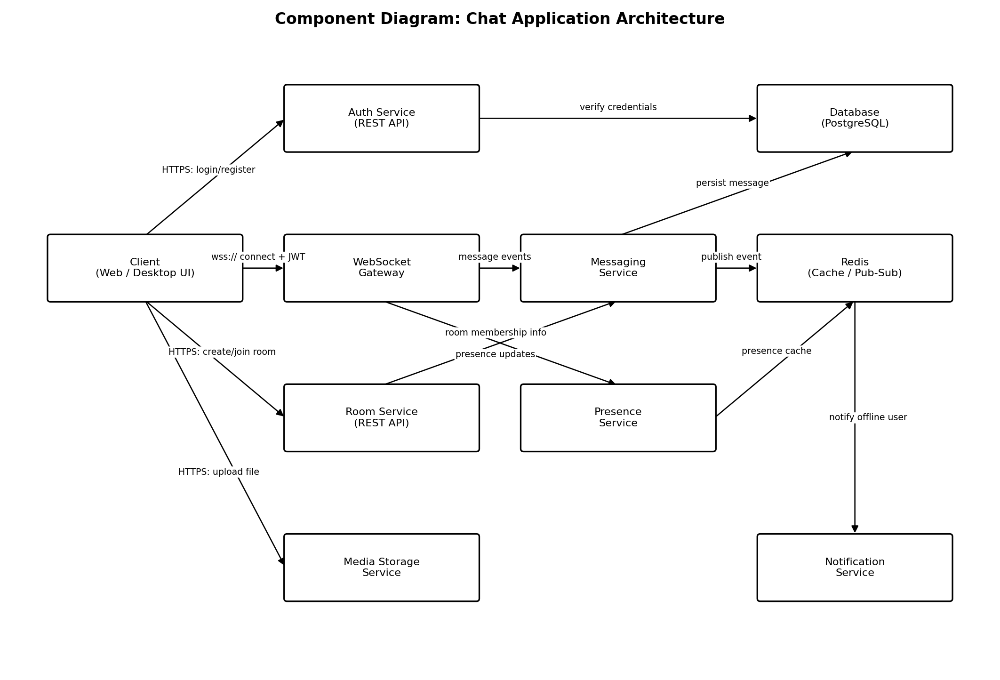 Component Diagram: Chat Application Architecture
Auth Service
(REST API)
verify credentials
Database
(PostgreSQL)
HTTPS: login/register
persist message
Client
(Web / Desktop UI)
wss:// connect + JWT
WebSocket
Gateway
message events
Messaging
Service
publish event
Redis
(Cache / Pub-Sub)
room membership info
presence updates
HTTPS: create/join room
presence cache
Room Service
(REST API)
Presence
Service
notify offline user
HTTPS: upload file
Media Storage
Service
Notification
Service